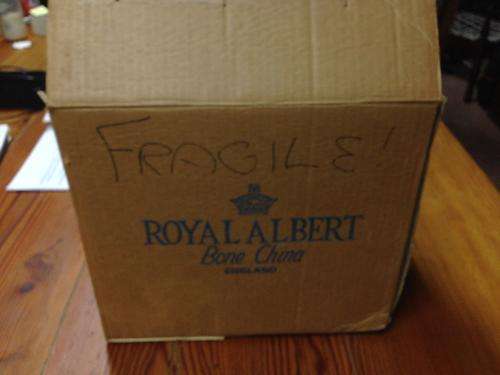 FRAGILE!
ROYAL ALBERT
Bone China
ENGLAND